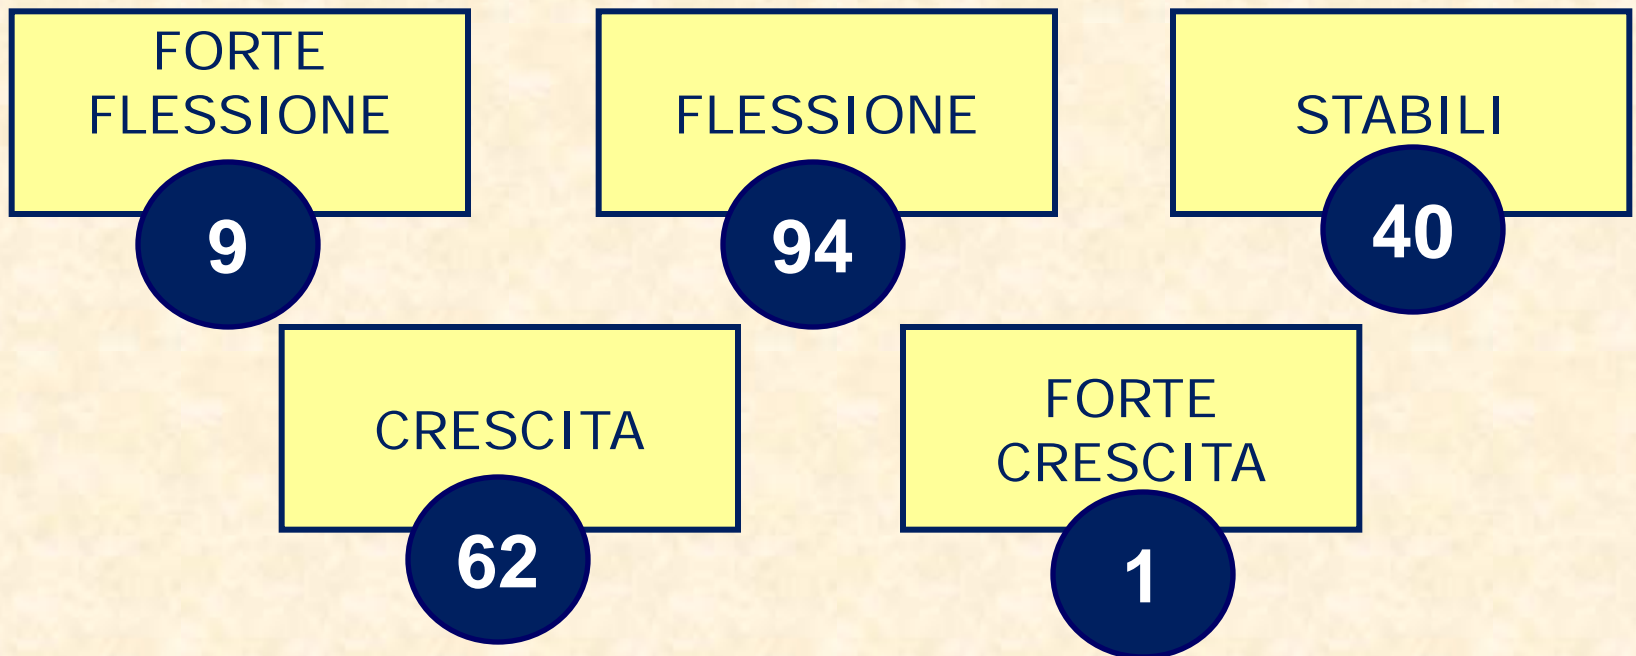 FORTE
FLESSIONE
9
FLESSIONE
94
STABILI
40
CRESCITA
62
FORTE
CRESCITA
1